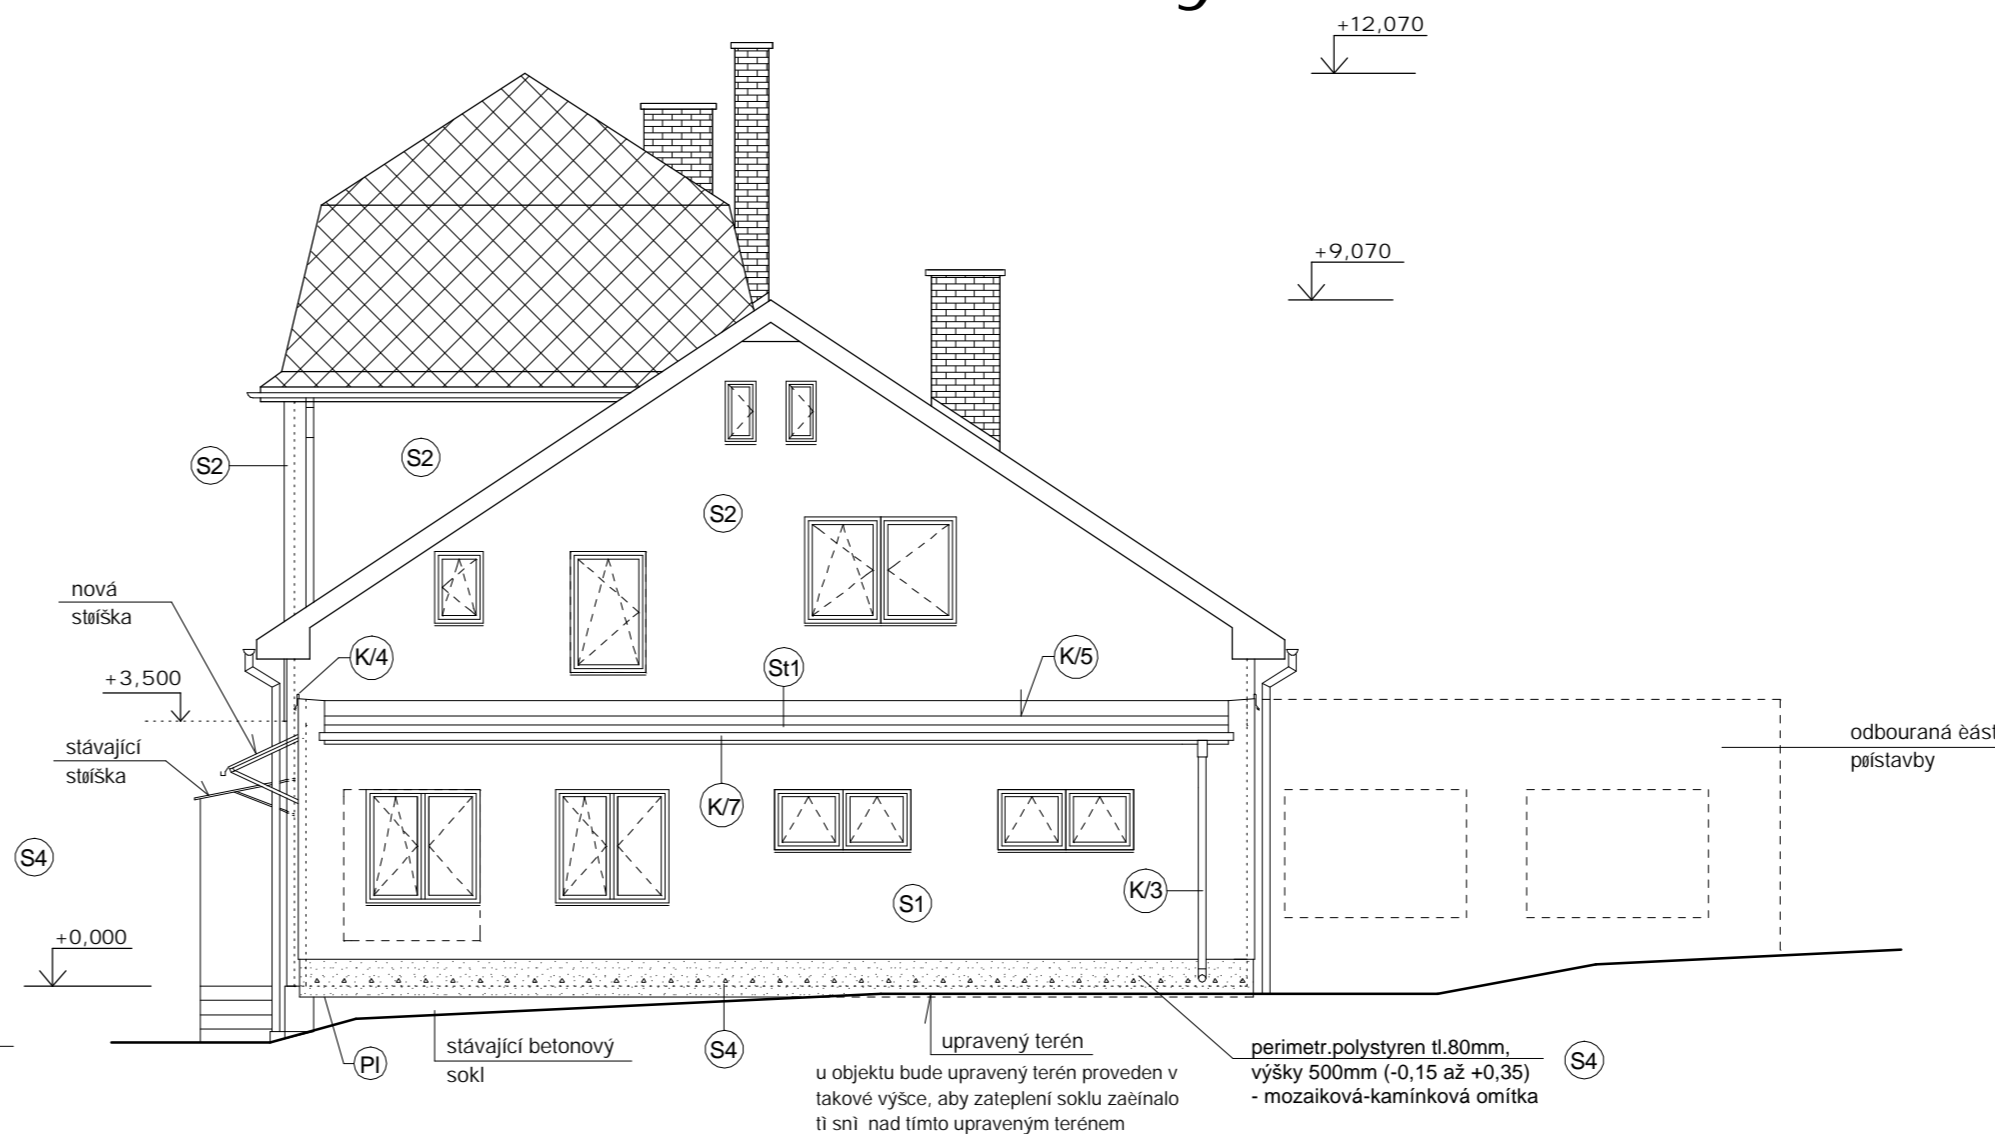 +12,070
+9,070
S2
S2
S2
nová
støíška
K/4
St1
K/5
+3,500
stávající
støíška
odbouraná èást
pøístavby
K/7
S4
K/3
S1
+0,000
stávající betonový
sokl
Pl
S4
upravený terén
u objektu bude upravený terén proveden v
takové výšce, aby zateplení soklu zaèínalo
tì snì nad tímto upraveným terénem
perimetr.polystyren tl.80mm,
výšky 500mm (-0,15 až +0,35)
- mozaiková-kamínková omítka
S4